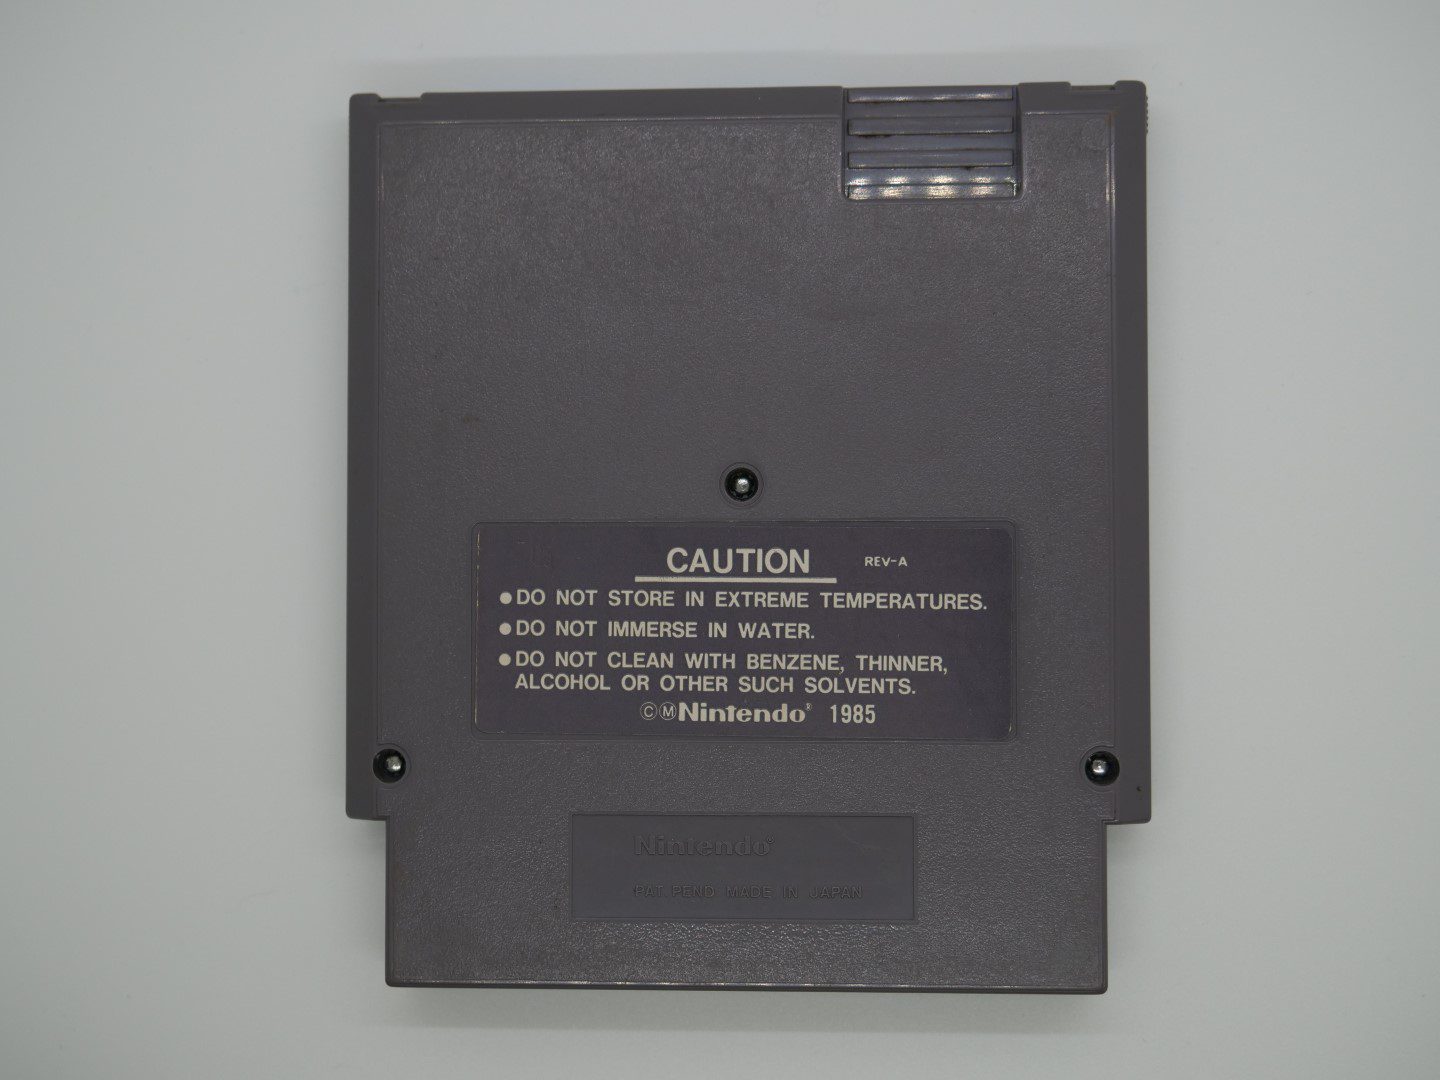 CAUTION REV-A
●DO NOT STORE IN EXTREME TEMPERATURES.
●DO NOT IMMERSE IN WATER.
●DO NOT CLEAN WITH BENZENE, THINNER,
ALCOHOL OR OTHER SUCH SOLVENTS.
ⒸⓂNintendo® 1985
Nintendo®
PAT. PEND MADE IN JAPAN